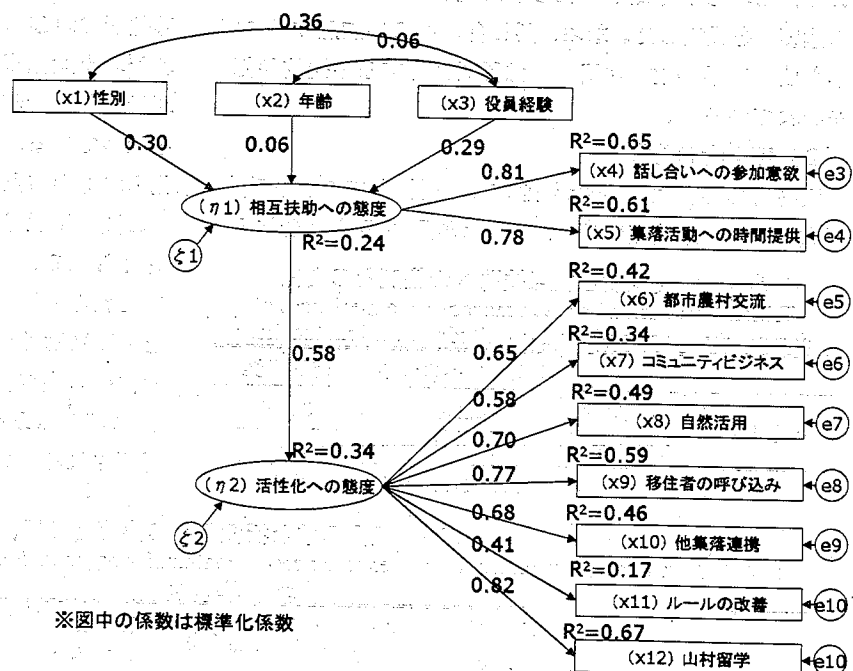 0.36
0.06
(x1)性別
(x2) 年齢
(x3) 役員経験
0.30
0.06
0.29
(η1) 相互扶助への態度
R²=0.24
ζ1
0.81
0.78
R²=0.65
(x4) 話し合いへの参加意欲
e3
R²=0.61
(x5) 集落活動への時間提供
e4
R²=0.42
(x6) 都市農村交流
e5
R²=0.34
(x7) コミュニティビジネス
e6
R²=0.49
(x8) 自然活用
e7
R²=0.59
(x9) 移住者の呼び込み
e8
R²=0.46
(x10) 他集落連携
e9
R²=0.17
(x11) ルールの改善
e10
R²=0.67
(x12) 山村留学
e10
0.58
0.65
0.58
0.70
0.77
0.68
0.41
0.82
R²=0.34
(η2) 活性化への態度
ζ2
※図中の係数は標準化係数